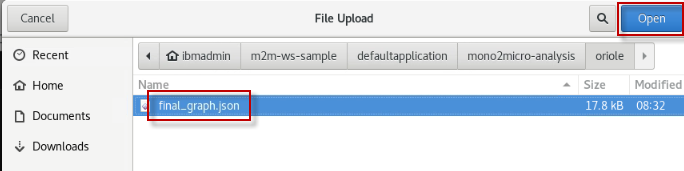 Cancel File Upload Open
Recent ibmadmin m2m-ws-sample defaultapplication mono2micro-analysis oriole
Home Name Size Modified
final_graph.json 17.8 kB 08:32
Documents
Downloads